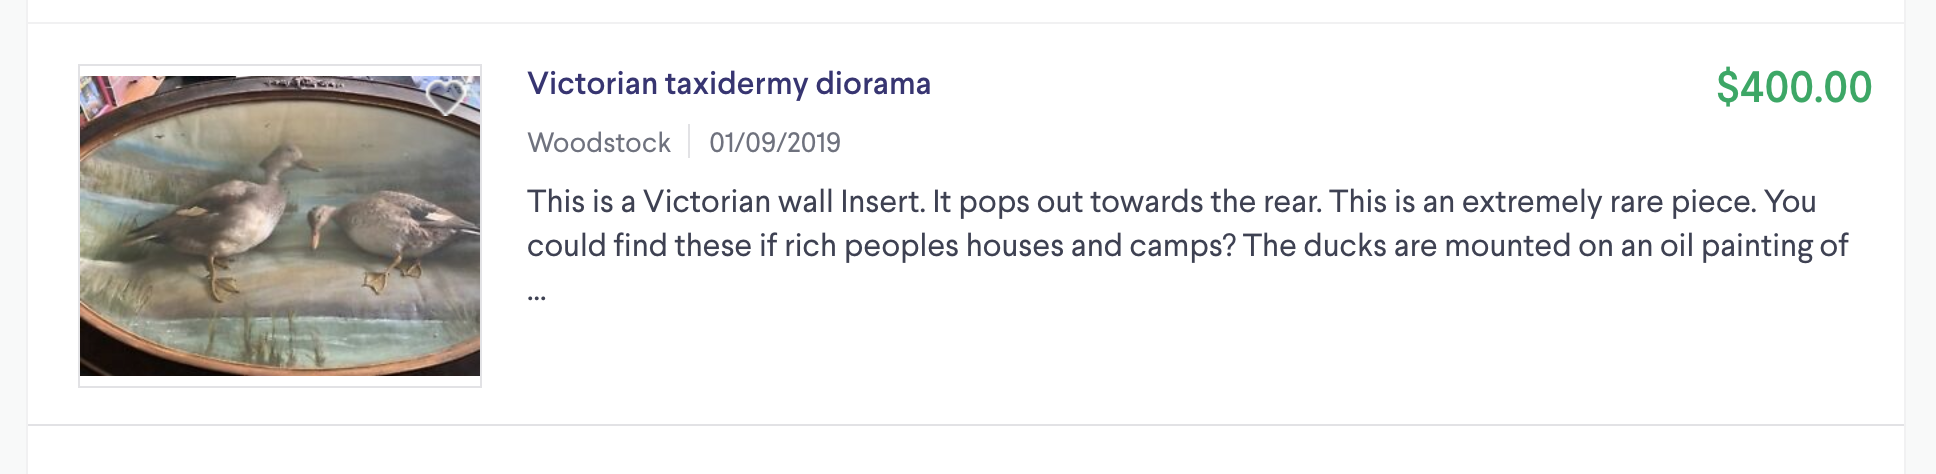 Victorian taxidermy diorama
$400.00
Woodstock
01/09/2019
This is a Victorian wall Insert. It pops out towards the rear. This is an extremely rare piece. You
could find these if rich peoples houses and camps? The ducks are mounted on an oil painting of
...